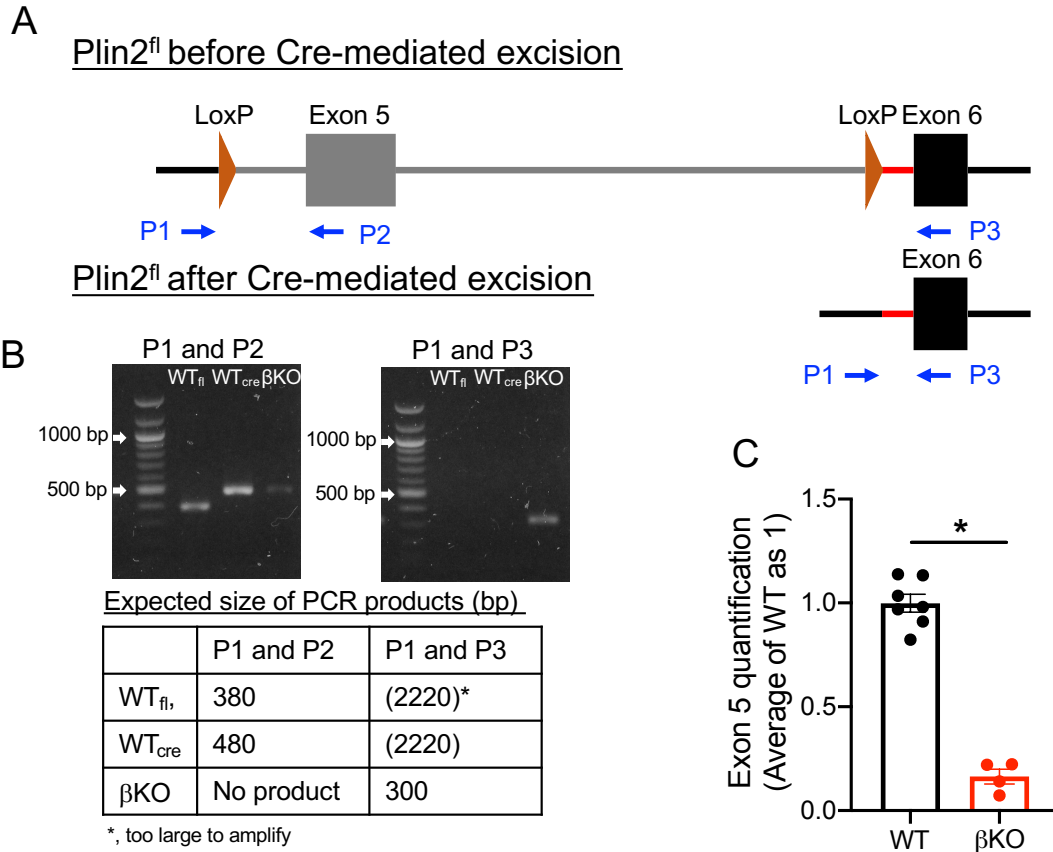 A
Plin2fl before Cre-mediated excision
LoxP Exon 5 LoxP Exon 6
P1 P2 P3
Plin2fl after Cre-mediated excision
Exon 6
P1 P3
B
P1 and P2 P1 and P3
WTfl WTcre βKO WTfl WTcre βKO
1000 bp 1000 bp
500 bp 500 bp
Expected size of PCR products (bp)
P1 and P2 P1 and P3
WTfl, 380 (2220)*
WTcre 480 (2220)
βKO No product 300
*, too large to amplify
C
Exon 5 quantification
(Average of WT as 1)
1.5
*
1.0
0.5
0.0
WT βKO